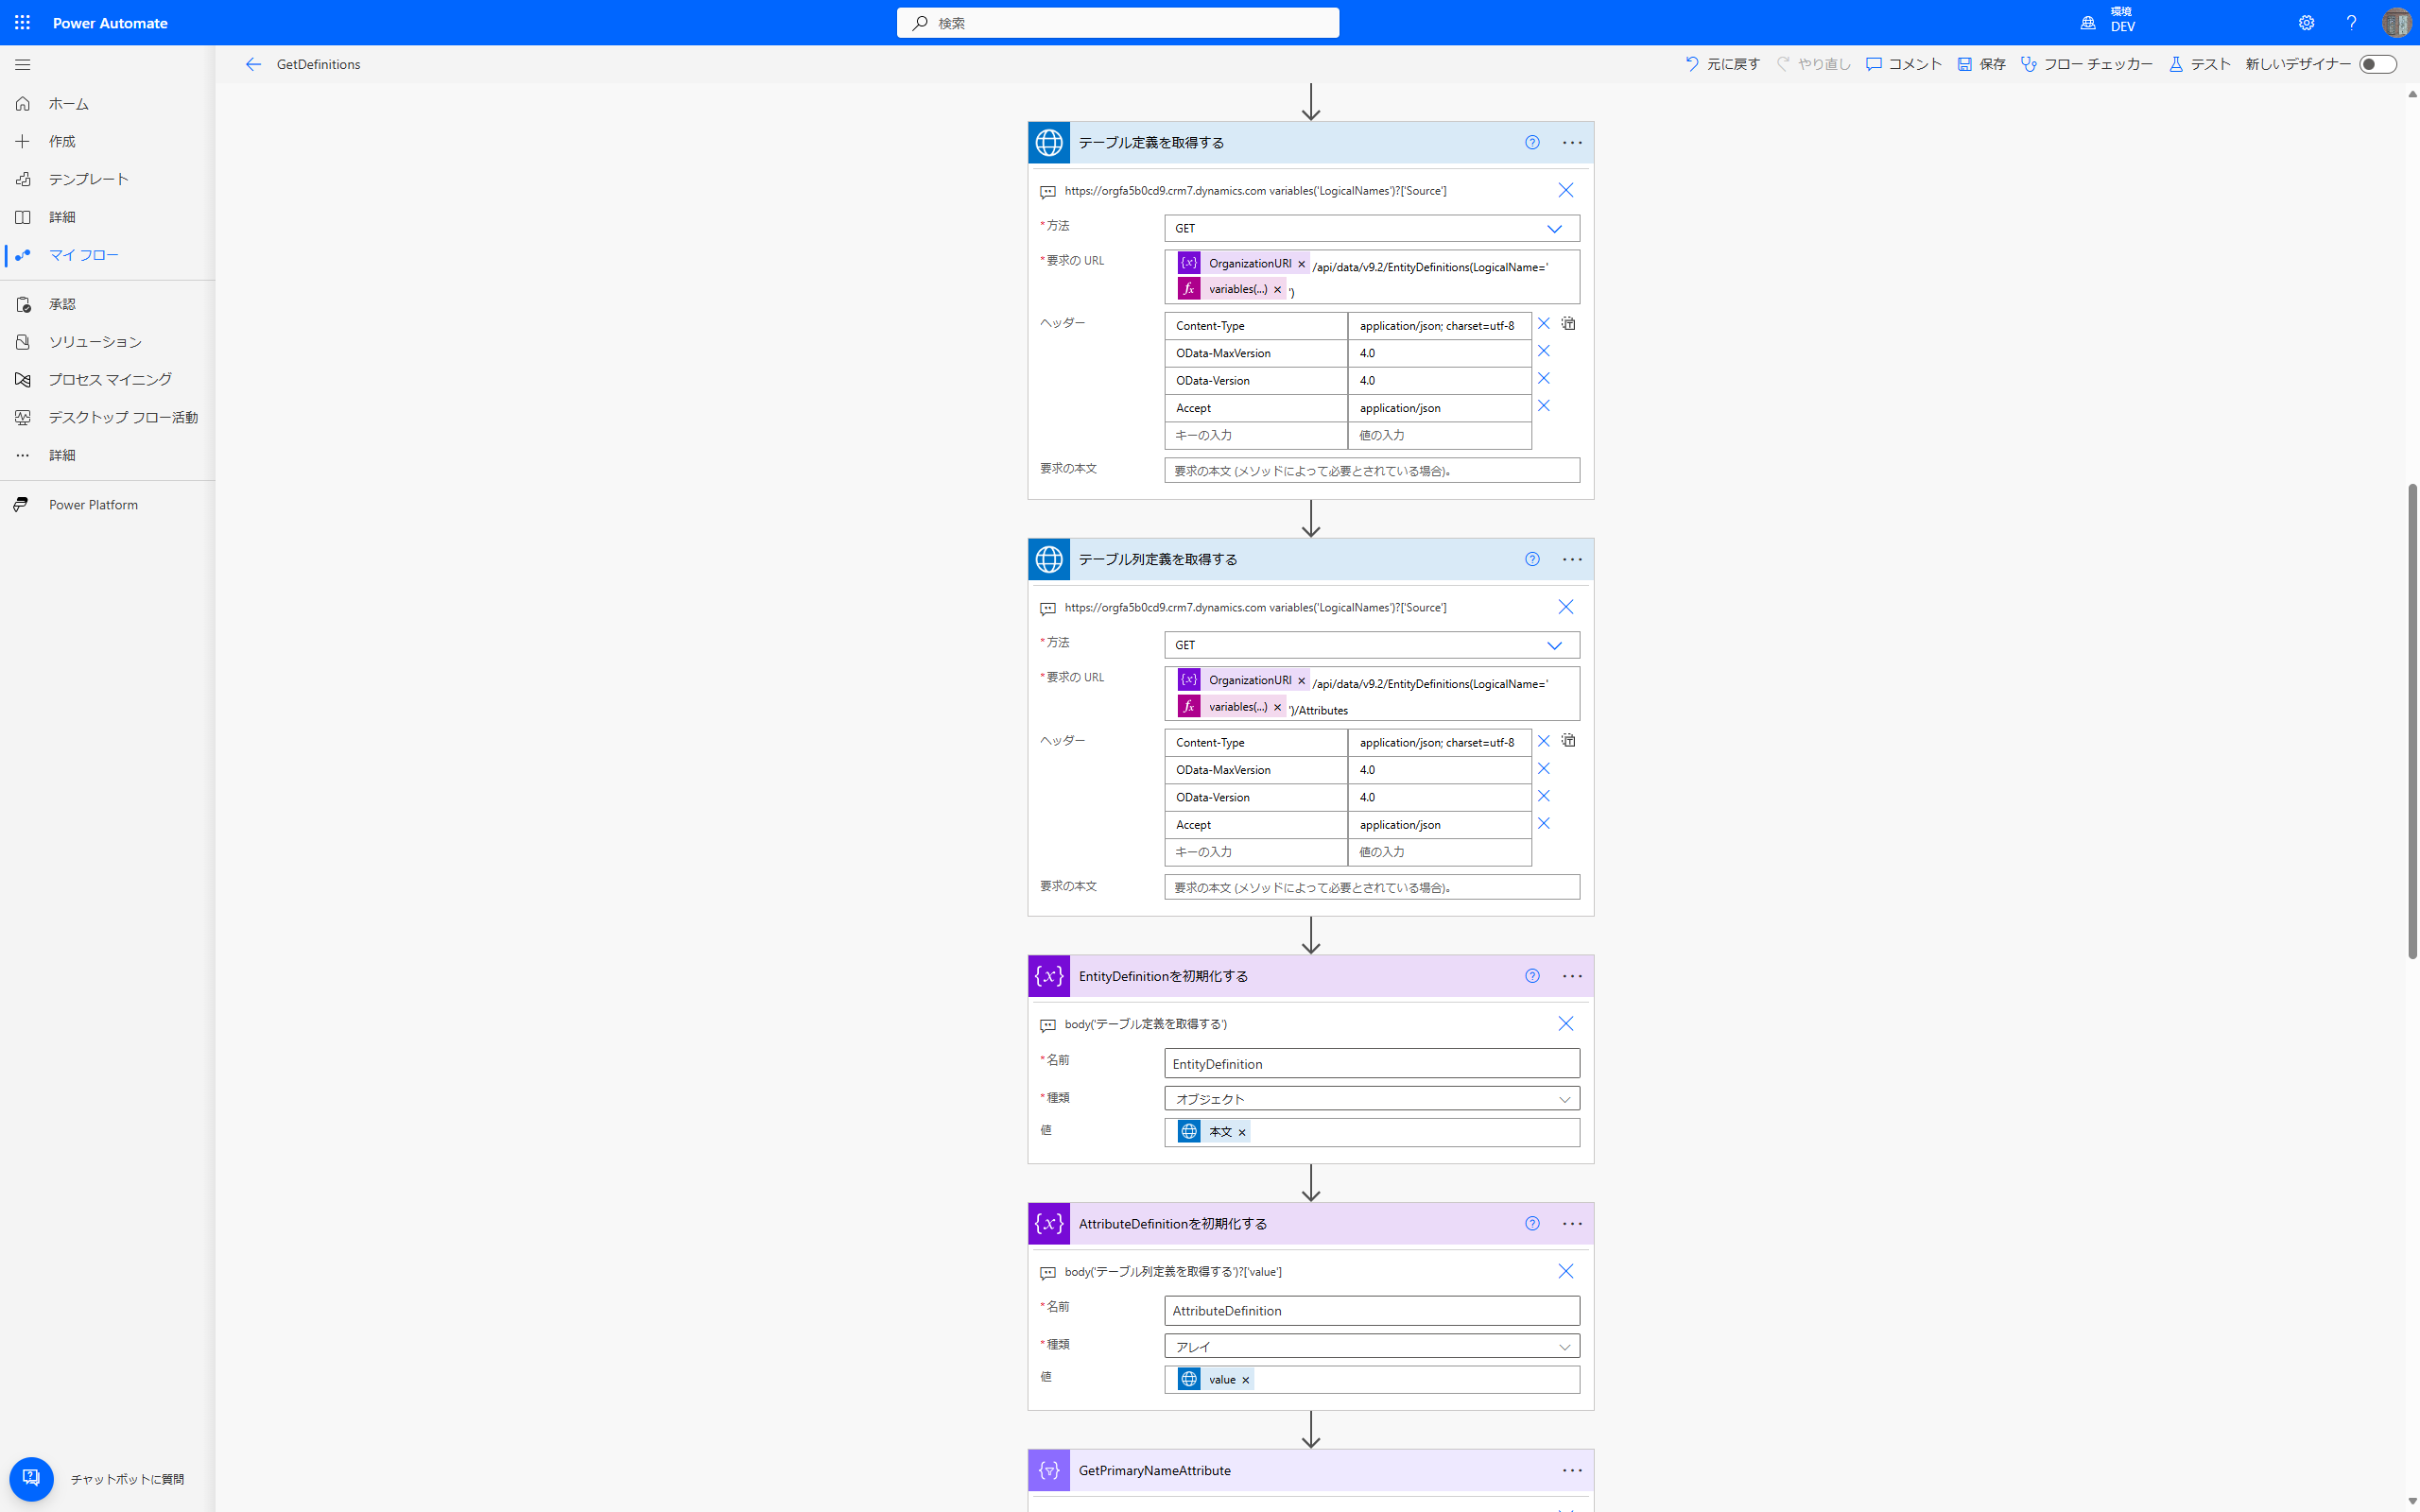 Power Automate
検索
環境
DEV
GetDefinitions
元に戻す
やり直し
コメント
保存
フロー チェッカー
テスト
新しいデザイナー
ホーム
作成
テンプレート
詳細
マイ フロー
承認
ソリューション
プロセス マイニング
デスクトップ フロー活動
詳細
Power Platform
チャットボットに質問
テーブル定義を取得する
https://orgfa5b0cd9.crm7.dynamics.com variables('LogicalNames')?['Source']
*方法
GET
*要求の URL
OrganizationURI /api/data/v9.2/EntityDefinitions(LogicalName='
variables(...) ')
ヘッダー
Content-Type application/json; charset=utf-8
OData-MaxVersion 4.0
OData-Version 4.0
Accept application/json
キーの入力 値の入力
要求の本文
要求の本文 (メソッドによって必要とされている場合)。
テーブル列定義を取得する
https://orgfa5b0cd9.crm7.dynamics.com variables('LogicalNames')?['Source']
*方法
GET
*要求の URL
OrganizationURI /api/data/v9.2/EntityDefinitions(LogicalName='
variables(...) ')/Attributes
ヘッダー
Content-Type application/json; charset=utf-8
OData-MaxVersion 4.0
OData-Version 4.0
Accept application/json
キーの入力 値の入力
要求の本文
要求の本文 (メソッドによって必要とされている場合)。
EntityDefinitionを初期化する
body('テーブル定義を取得する')
*名前
EntityDefinition
*種類
オブジェクト
値
本文
AttributeDefinitionを初期化する
body('テーブル列定義を取得する')?['value']
*名前
AttributeDefinition
*種類
アレイ
値
value
GetPrimaryNameAttribute